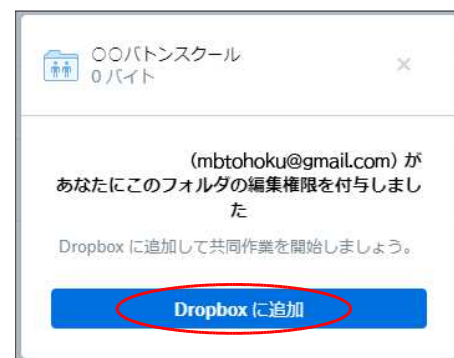 ○○バトンスクール
0 バイト
(mbtohoku@gmail.com) が
あなたにこのフォルダの編集権限を付与しまし
た
Dropbox に追加して共同作業を開始しましょう。
Dropbox に追加